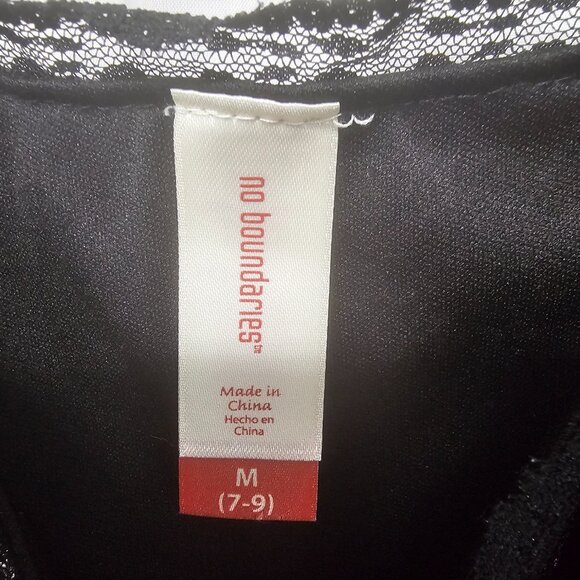 no boundaries™
Made in
China
Hecho en
China
M
(7-9)